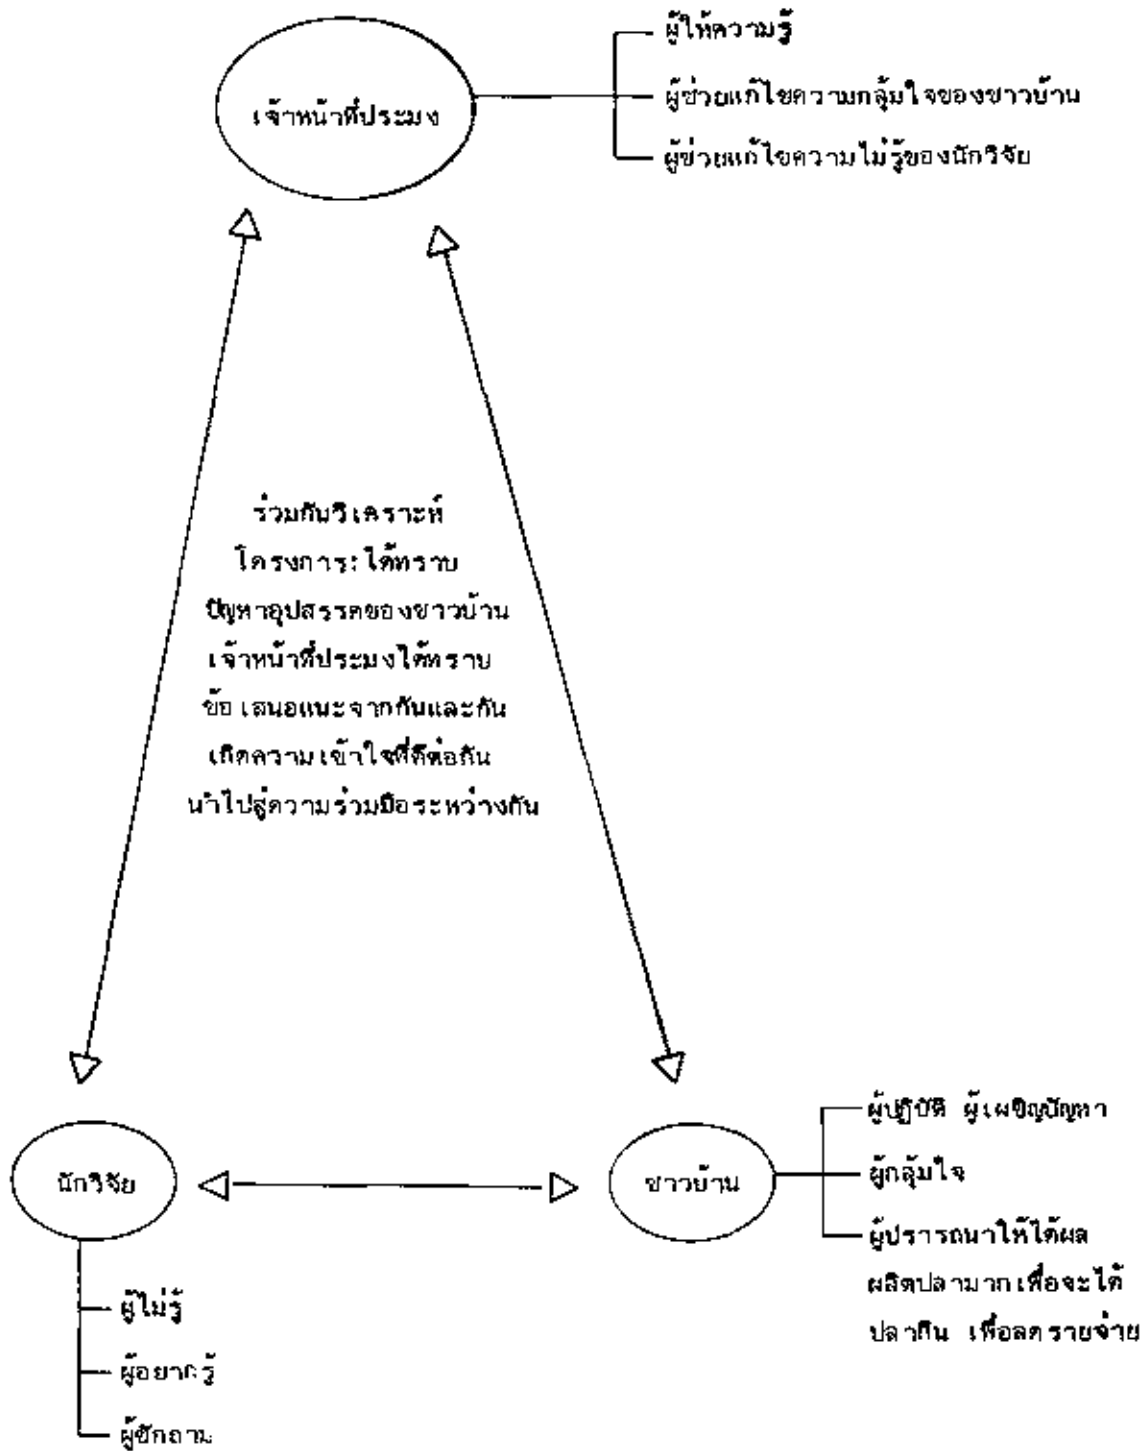 ผู้ให้ความรู้
เจ้าหน้าที่ประมง
ผู้ช่วยแก้ไขความกลุ้มใจของชาวบ้าน
ผู้ช่วยแก้ไขความไม่รู้ของนักวิจัย
ร่วมกันวิเคราะห์
โครงการ: ได้ทราบ
ปัญหาอุปสรรคของชาวบ้าน
เจ้าหน้าที่ประมงได้ทราบ
ข้อเสนอแนะจากกันและกัน
เกิดความเข้าใจที่ดีต่อกัน
นำไปสู่ความร่วมมือระหว่างกัน
นักวิจัย
ผู้ไม่รู้
ผู้อยากรู้
ผู้ซักถาม
ชาวบ้าน
ผู้ปฏิบัติ ผู้เผชิญปัญหา
ผู้กลุ้มใจ
ผู้ปรารถนาให้ได้ผล
ผลิตปลามากเพื่อจะได้
ปลากิน เพื่อลดรายจ่าย